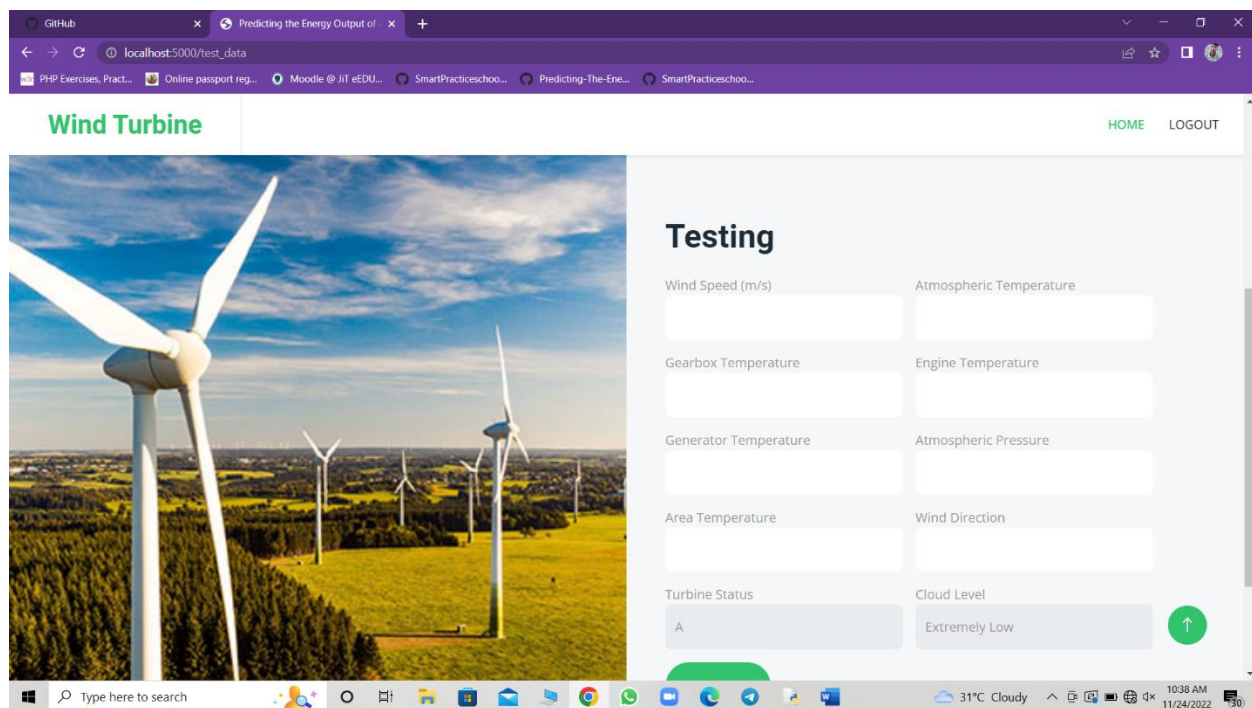 GitHub
Predicting the Energy Output of
localhost:5000/test_data
PHP Exercises, Pract... Online passport reg... Moodle @ JiT eEDU... SmartPracticeschoo... Predicting-The-Ene... SmartPracticeschoo...
Wind Turbine
HOME LOGOUT
Testing
Wind Speed (m/s) Atmospheric Temperature
Gearbox Temperature Engine Temperature
Generator Temperature Atmospheric Pressure
Area Temperature Wind Direction
Turbine Status Cloud Level
A Extremely Low
Type here to search
31°C Cloudy
10:38 AM
11/24/2022
30